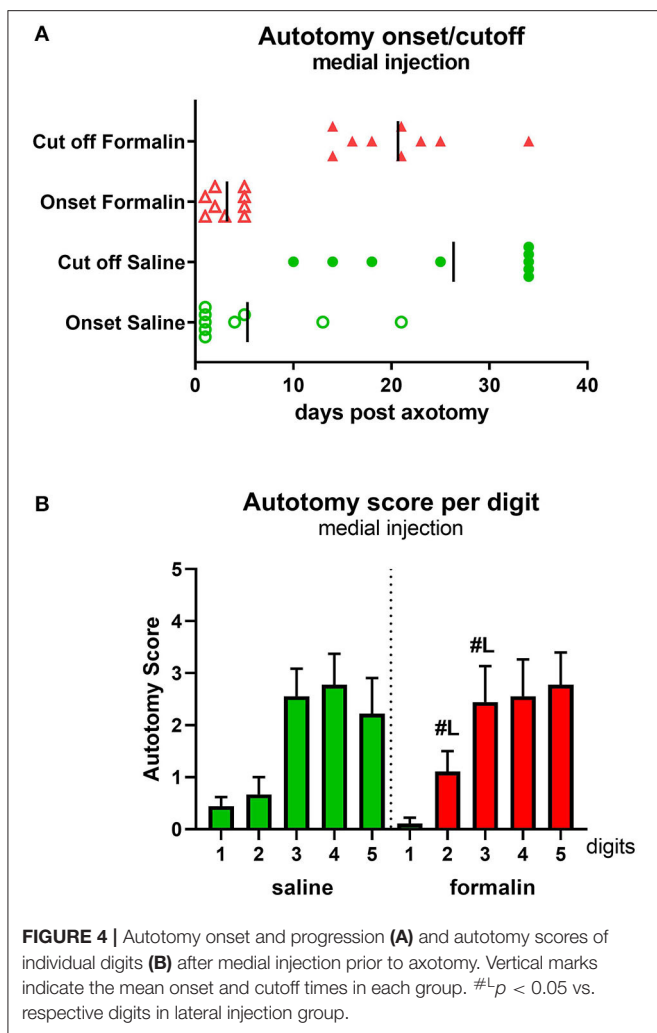 A
Autotomy onset/cutoff
medial injection
Cut off Formalin
Onset Formalin
Cut off Saline
Onset Saline
0 10 20 30 40
days post axotomy
B
Autotomy score per digit
medial injection
Autotomy Score
5
4
3
2
1
0
#L
#L
1 2 3 4 5 1 2 3 4 5 digits
saline formalin
FIGURE 4 | Autotomy onset and progression (A) and autotomy scores of
individual digits (B) after medial injection prior to axotomy. Vertical marks
indicate the mean onset and cutoff times in each group. #Lp < 0.05 vs.
respective digits in lateral injection group.